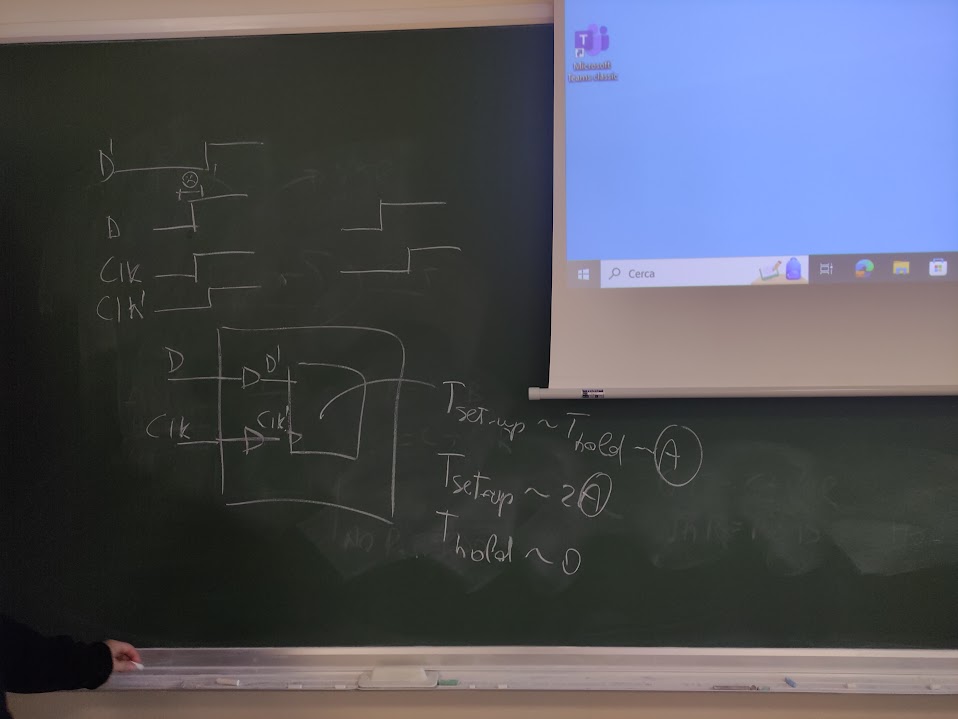 Microsoft
Teams classic
Cerca
D'
D
Clk
Clk'
D
D'
Clk
Clk'
Tset-up ~ Thold ~ A
Tset-up ~ 2A
Thold ~ 0